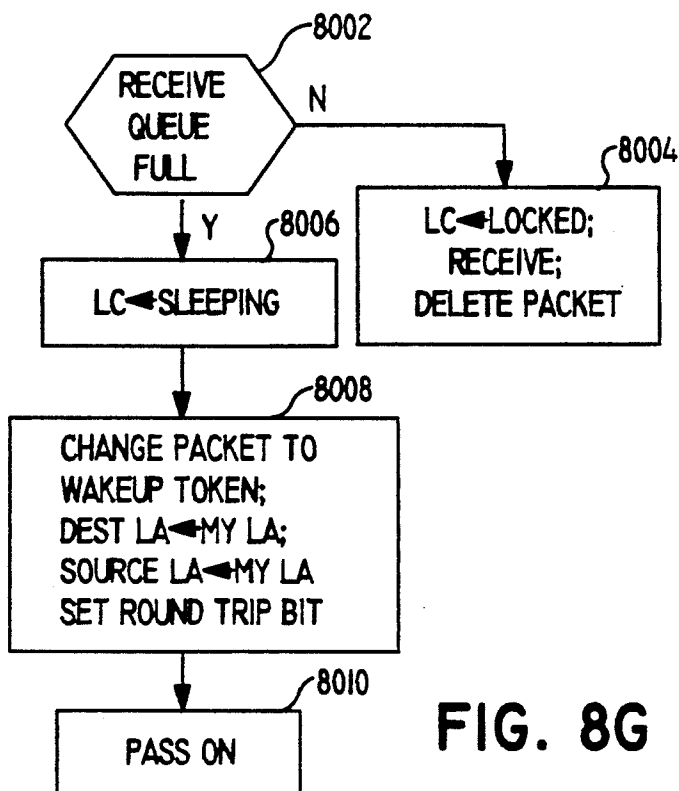 8002
RECEIVE
QUEUE
FULL
N
8004
LC◄LOCKED;
RECEIVE;
DELETE PACKET
Y
8006
LC◄SLEEPING
8008
CHANGE PACKET TO
WAKEUP TOKEN;
DEST LA◄MY LA;
SOURCE LA◄MY LA
SET ROUND TRIP BIT
8010
PASS ON
FIG. 8G